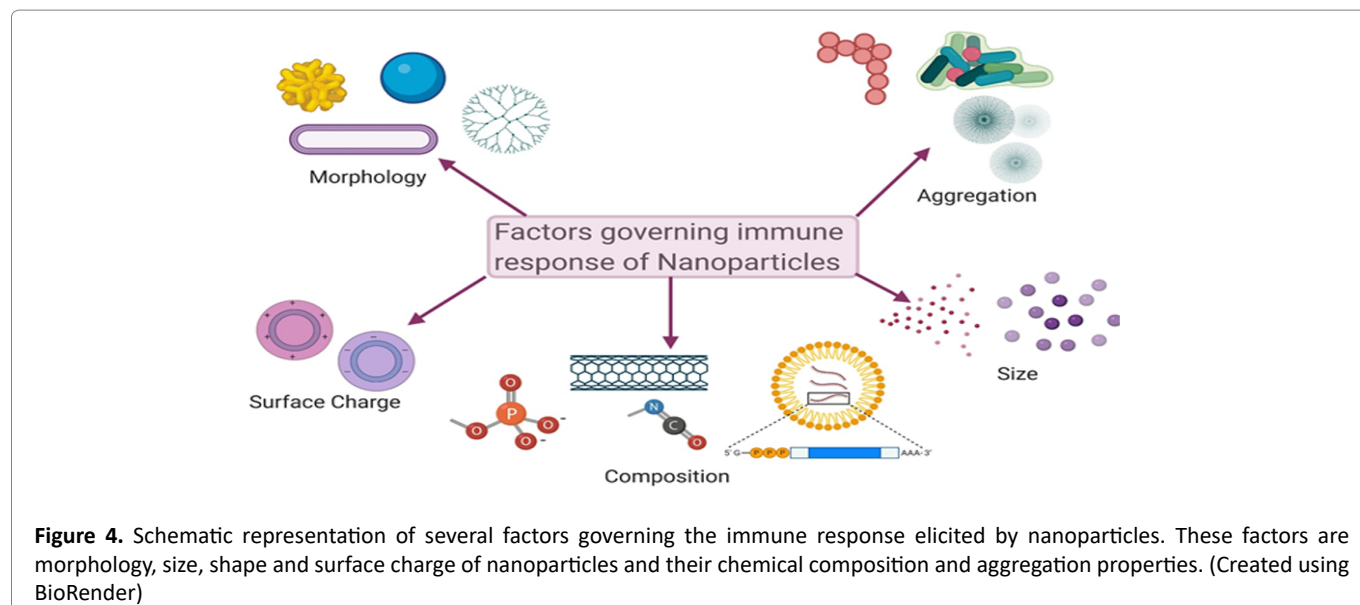 Morphology
Aggregation
Factors governing immune
response of Nanoparticles
Surface Charge
+ + + + + +
- - - - - -
Size
O
P
O
O
-
O
-
N
C
O
5' G
P P P
AAA-3'
Composition
Figure 4. Schematic representation of several factors governing the immune response elicited by nanoparticles. These factors are
morphology, size, shape and surface charge of nanoparticles and their chemical composition and aggregation properties. (Created using
BioRender)